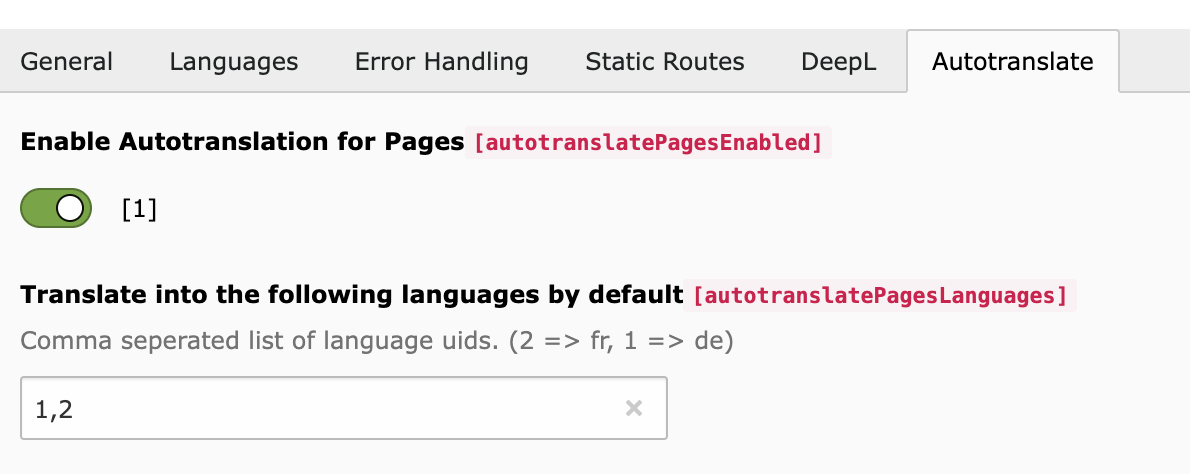 General Languages Error Handling Static Routes DeepL Autotranslate
Enable Autotranslation for Pages [autotranslatePagesEnabled]
[1]
Translate into the following languages by default [autotranslatePagesLanguages]
Comma seperated list of language uids. (2 => fr, 1 => de)
1,2 ×